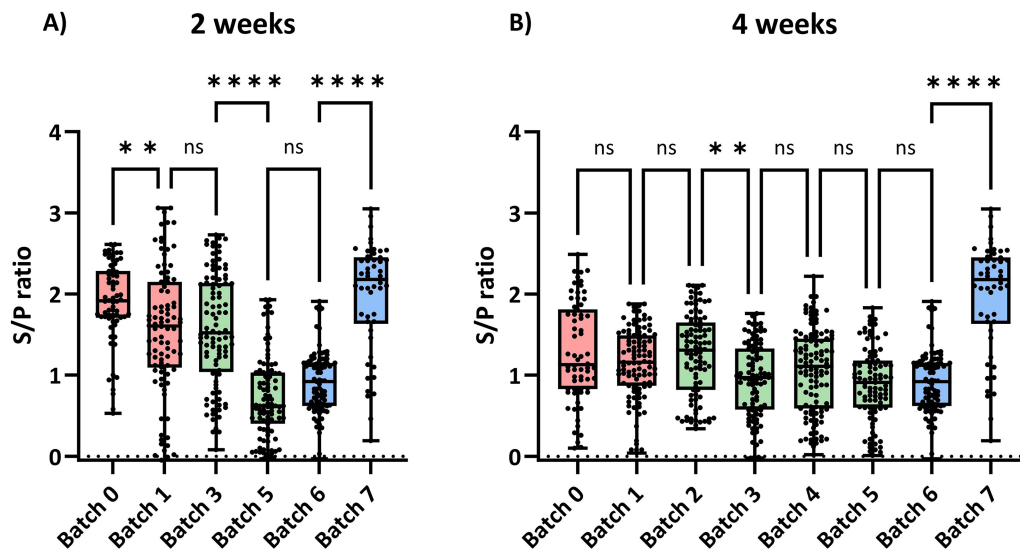 A) 2 weeks
**** ****
** ns ns
S/P ratio
4
3
2
1
0
Batch 0 Batch 1 Batch 3 Batch 5 Batch 6 Batch 7
B) 4 weeks
****
ns ns ** ns ns ns
S/P ratio
4
3
2
1
0
Batch 0 Batch 1 Batch 2 Batch 3 Batch 4 Batch 5 Batch 6 Batch 7